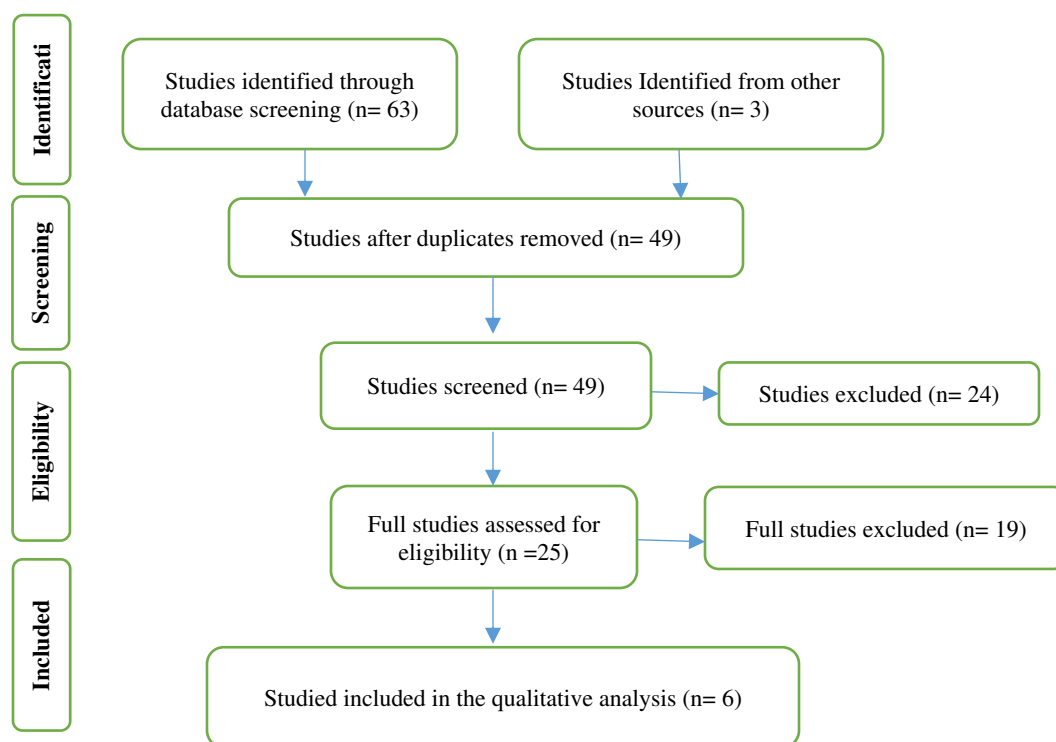 Identificati
Studies identified through
database screening (n= 63)
Studies Identified from other
sources (n= 3)
Screening
Studies after duplicates removed (n= 49)
Studies screened (n= 49)
Studies excluded (n= 24)
Eligibility
Full studies assessed for
eligibility (n =25)
Full studies excluded (n= 19)
Included
Studied included in the qualitative analysis (n= 6)